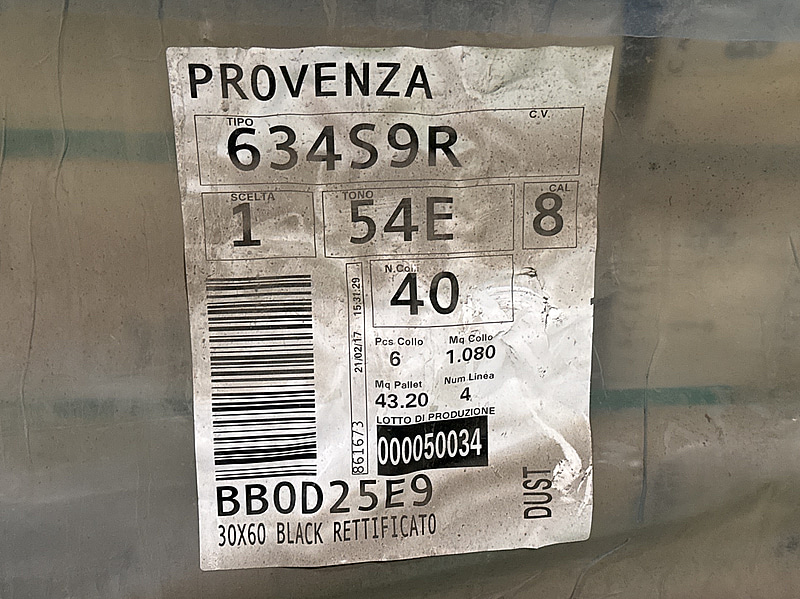 PROVENZA
TIPO C.V.
634S9R
SCELTA TONO CAL
1 54E 8
N.Coll.
40
21/02/17 15:31:29
861673
Pcs Collo Mq Collo
6 1.080
Mq Pallet Num Linea
43.20 4
LOTTO DI PRODUZIONE
000050034
BBOD25E9
30X60 BLACK RETTIFICATO
DUST